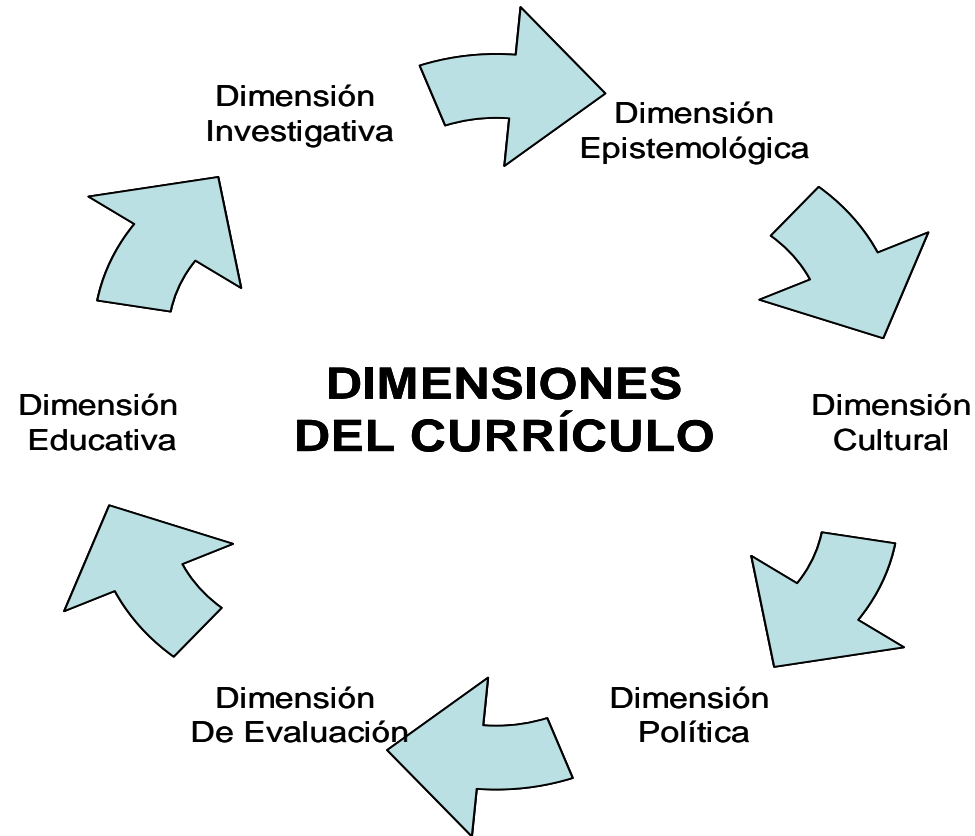 Dimensión
Investigativa
Dimensión
Epistemológica
DIMENSIONES
DEL CURRÍCULO
Dimensión
Educativa
Dimensión
Cultural
Dimensión
De Evaluación
Dimensión
Política